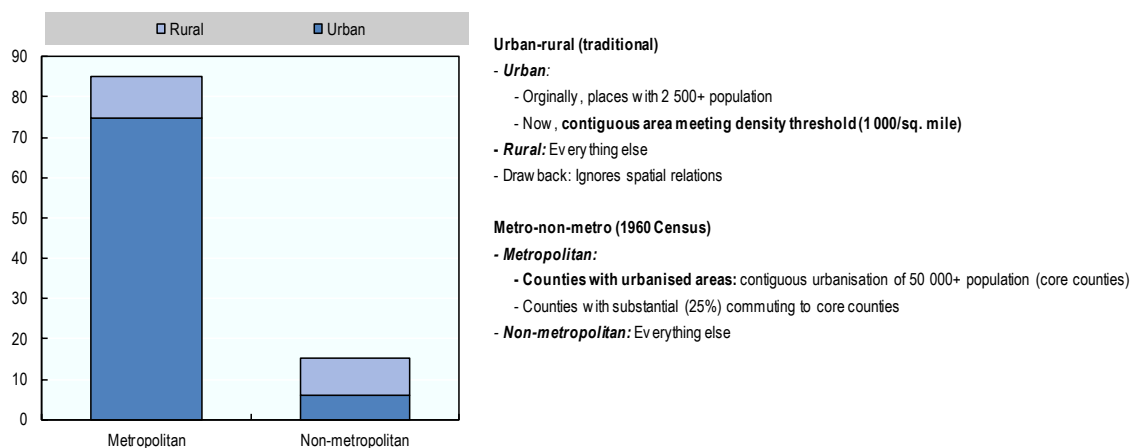 Rural Urban
90
80
70
60
50
40
30
20
10
0
Metropolitan Non-metropolitan
Urban-rural (traditional)
- Urban:
- Orginally, places with 2 500+ population
- Now, contiguous area meeting density threshold (1 000/sq. mile)
- Rural: Everything else
- Drawback: Ignores spatial relations
Metro-non-metro (1960 Census)
- Metropolitan:
- Counties with urbanised areas: contiguous urbanisation of 50 000+ population (core counties)
- Counties with substantial (25%) commuting to core counties
- Non-metropolitan: Everything else